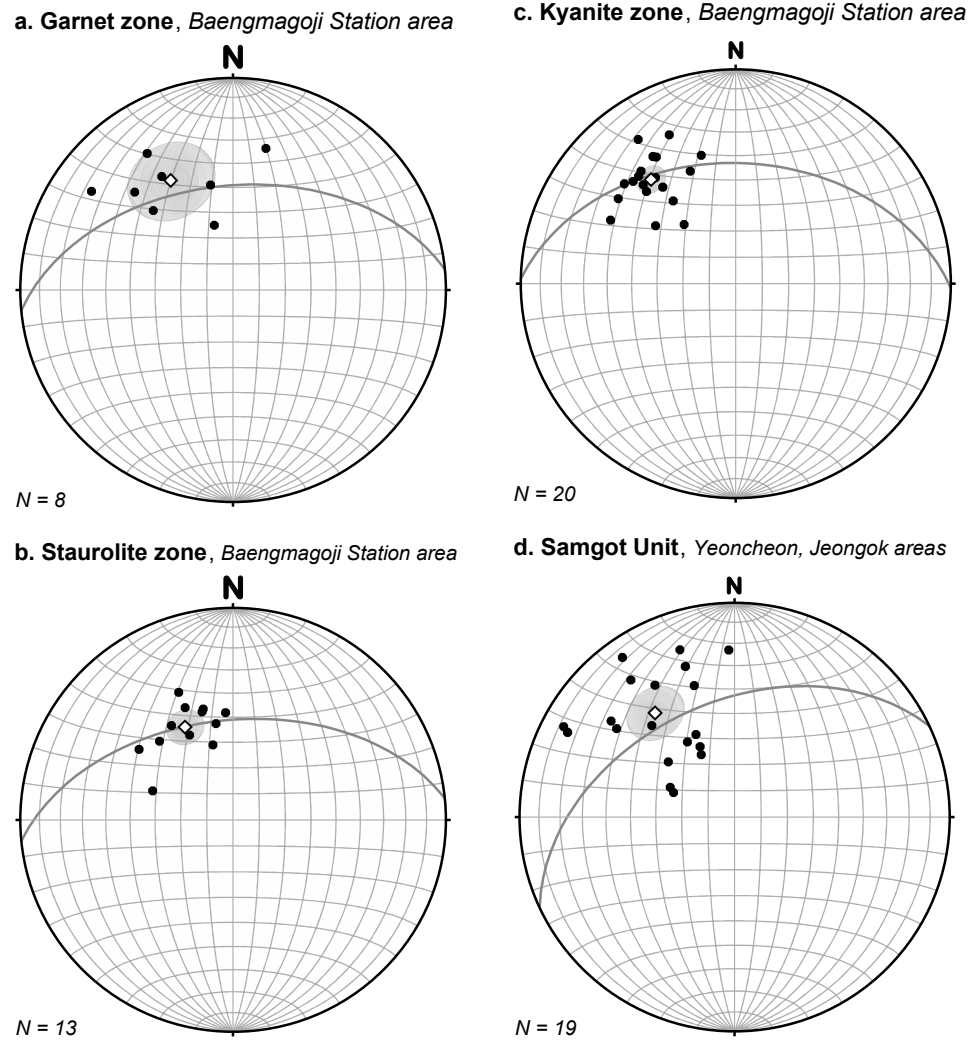 a. Garnet zone, Baengmagoji Station area
N
N = 8
b. Staurolite zone, Baengmagoji Station area
N
N = 13
c. Kyanite zone, Baengmagoji Station area
N
N = 20
d. Samgot Unit, Yeoncheon, Jeongok areas
N
N = 19